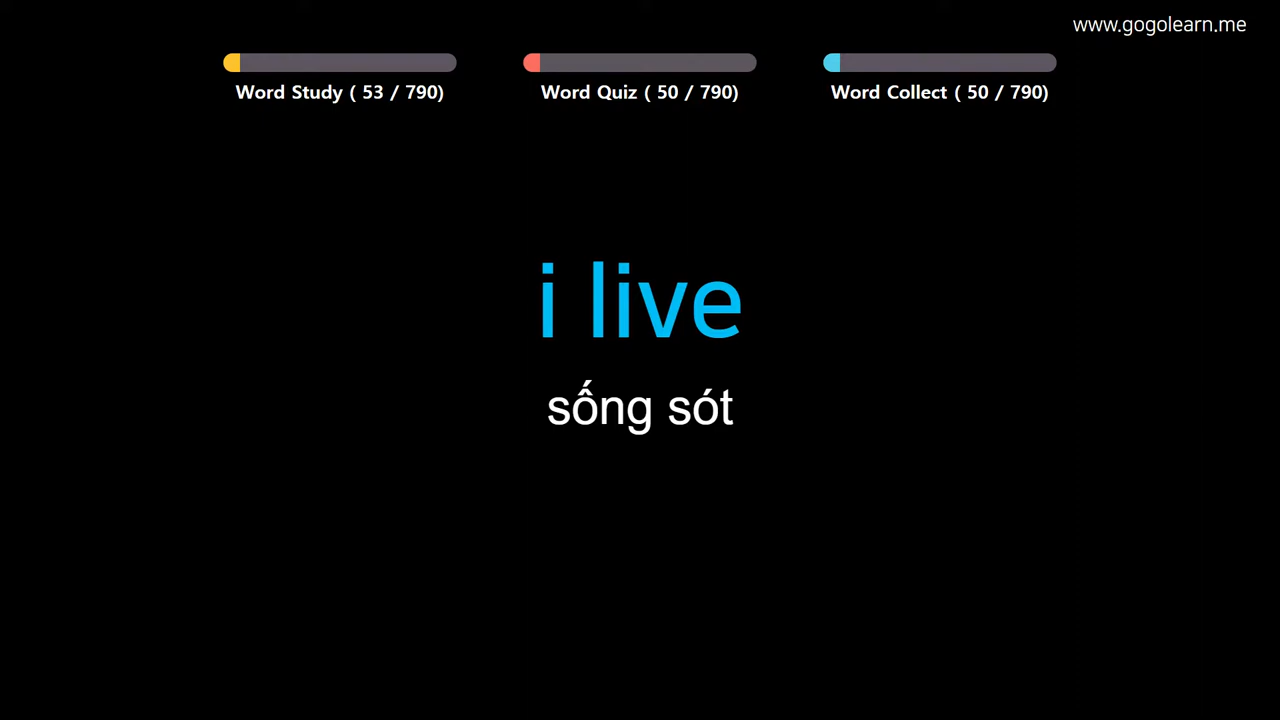 www.gogolearn.me
Word Study ( 53 / 790)
Word Quiz ( 50 / 790)
Word Collect ( 50 / 790)
i live
sống sót